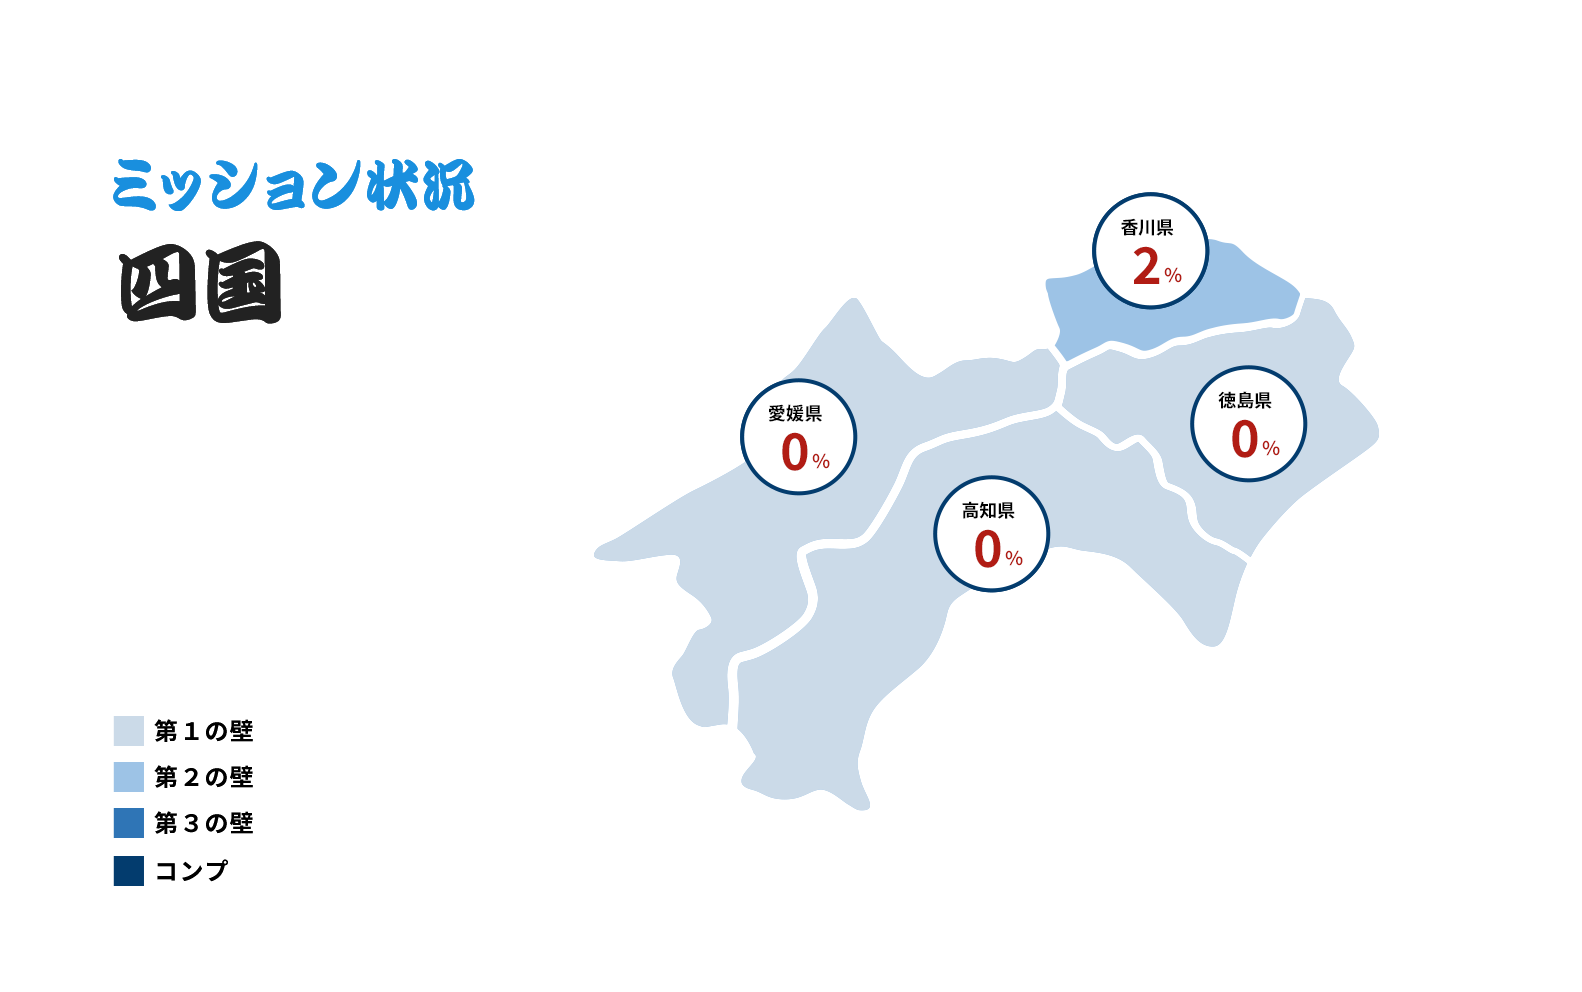 ミッション状況
四国
香川県
2%
愛媛県
0%
徳島県
0%
高知県
0%
第１の壁
第２の壁
第３の壁
コンプ